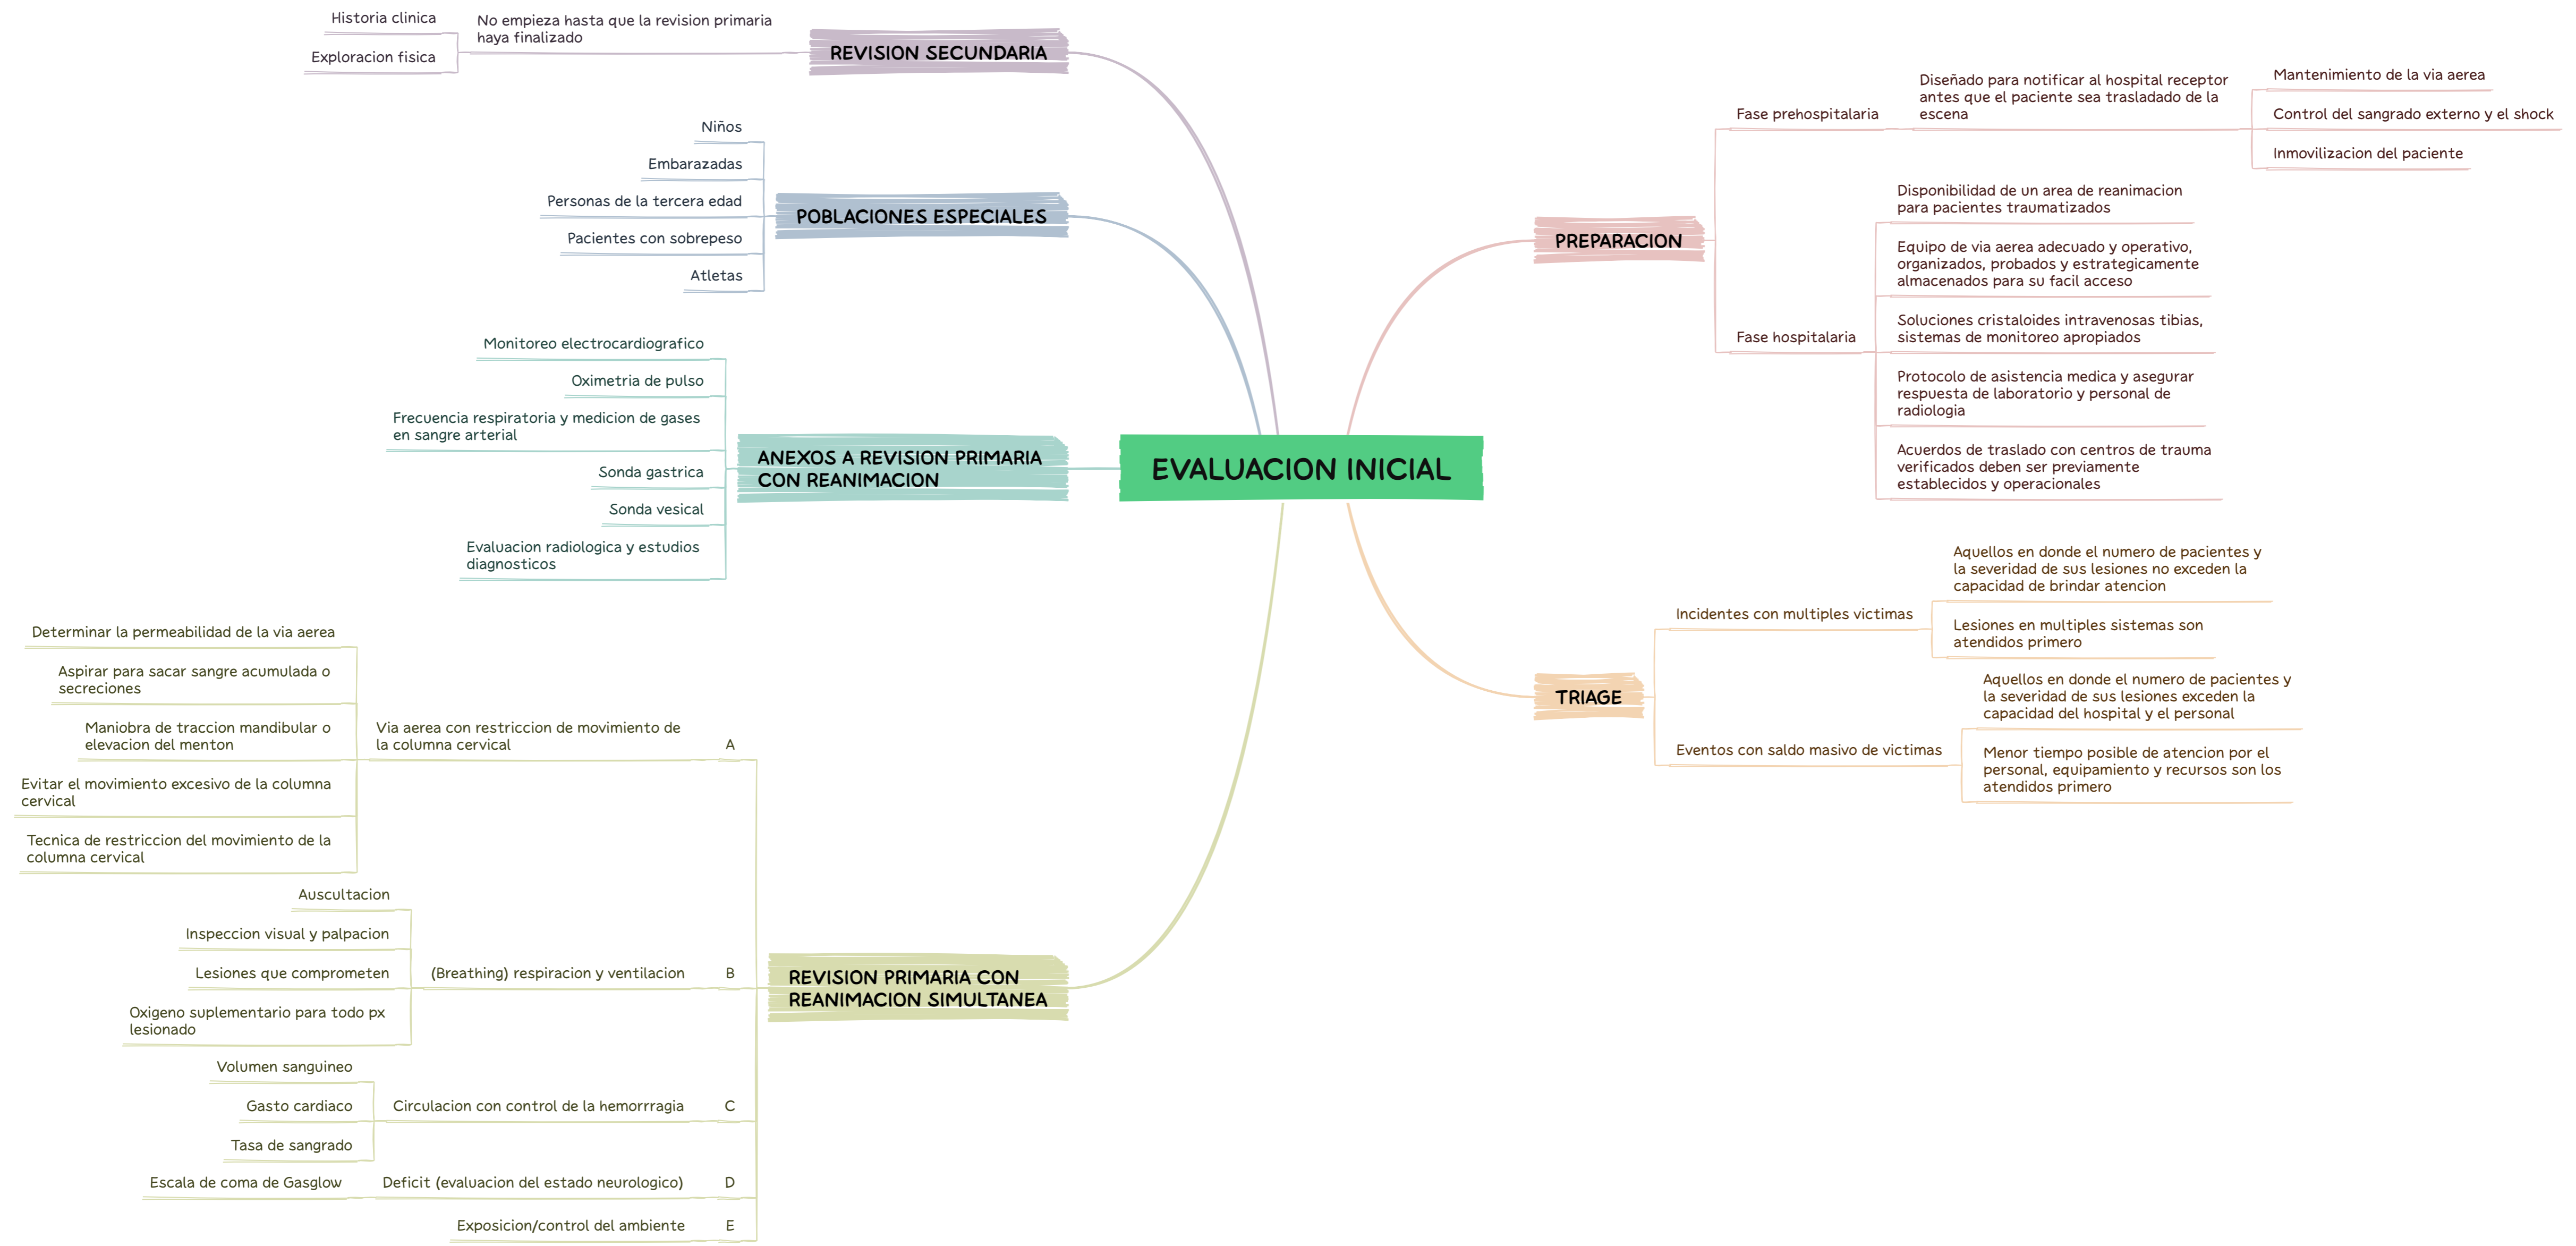 EVALUACION INICIAL
PREPARACION
Fase prehospitalaria
Diseñado para notificar al hospital receptor
antes que el paciente sea trasladado de la
escena
Mantenimiento de la via aerea
Control del sangrado externo y el shock
Inmovilizacion del paciente
Fase hospitalaria
Disponibilidad de un area de reanimacion
para pacientes traumatizados
Equipo de via aerea adecuado y operativo,
organizados, probados y estrategicamente
almacenados para su facil acceso
Soluciones cristaloides intravenosas tibias,
sistemas de monitoreo apropiados
Protocolo de asistencia medica y asegurar
respuesta de laboratorio y personal de
radiologia
Acuerdos de traslado con centros de trauma
verificados deben ser previamente
establecidos y operacionales
TRIAGE
Incidentes con multiples victimas
Aquellos en donde el numero de pacientes y
la severidad de sus lesiones no exceden la
capacidad de brindar atencion
Lesiones en multiples sistemas son
atendidos primero
Eventos con saldo masivo de victimas
Aquellos en donde el numero de pacientes y
la severidad de sus lesiones exceden la
capacidad del hospital y el personal
Menor tiempo posible de atencion por el
personal, equipamiento y recursos son los
atendidos primero
REVISION SECUNDARIA
No empieza hasta que la revision primaria
haya finalizado
Historia clinica
Exploracion fisica
POBLACIONES ESPECIALES
Niños
Embarazadas
Personas de la tercera edad
Pacientes con sobrepeso
Atletas
ANEXOS A REVISION PRIMARIA
CON REANIMACION
Monitoreo electrocardiografico
Oximetria de pulso
Frecuencia respiratoria y medicion de gases
en sangre arterial
Sonda gastrica
Sonda vesical
Evaluacion radiologica y estudios
diagnosticos
REVISION PRIMARIA CON
REANIMACION SIMULTANEA
A
Via aerea con restriccion de movimiento de
la columna cervical
Determinar la permeabilidad de la via aerea
Aspirar para sacar sangre acumulada o
secreciones
Maniobra de traccion mandibular o
elevacion del menton
Evitar el movimiento excesivo de la columna
cervical
Tecnica de restriccion del movimiento de la
columna cervical
B
(Breathing) respiracion y ventilacion
Auscultacion
Inspeccion visual y palpacion
Lesiones que comprometen
Oxigeno suplementario para todo px
lesionado
C
Circulacion con control de la hemorrragia
Volumen sanguineo
Gasto cardiaco
Tasa de sangrado
D
Deficit (evaluacion del estado neurologico)
Escala de coma de Gasglow
E
Exposicion/control del ambiente